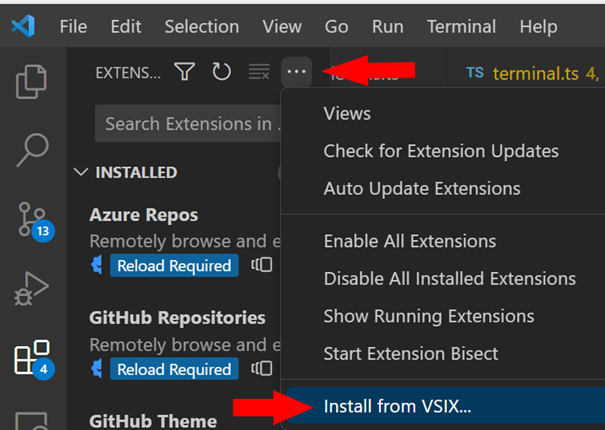 File Edit Selection View Go Run Terminal Help
EXTENS...
TS terminal.ts 4,
Search Extensions in
Views
Check for Extension Updates
Auto Update Extensions
INSTALLED
Azure Repos
Remotely browse and e
Reload Required
13
Enable All Extensions
Disable All Installed Extensions
Show Running Extensions
Start Extension Bisect
GitHub Repositories
Remotely browse and e
Reload Required
4
Install from VSIX...
GitHub Theme